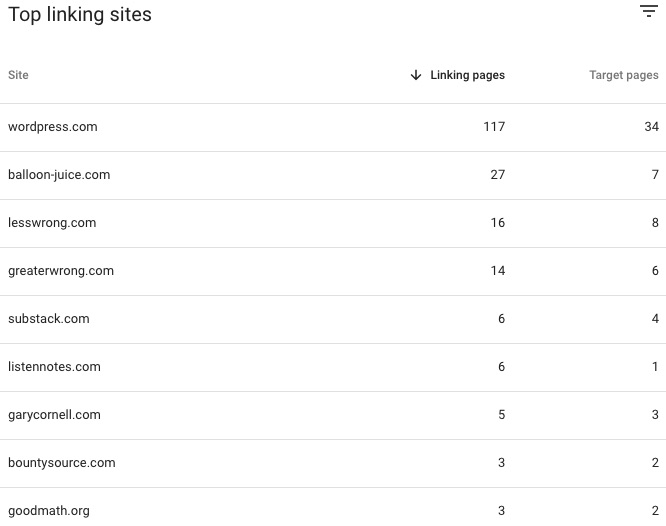 Top linking sites
Site Linking pages Target pages
wordpress.com 117 34
balloon-juice.com 27 7
lesswrong.com 16 8
greaterwrong.com 14 6
substack.com 6 4
listennotes.com 6 1
garycornell.com 5 3
bountysource.com 3 2
goodmath.org 3 2